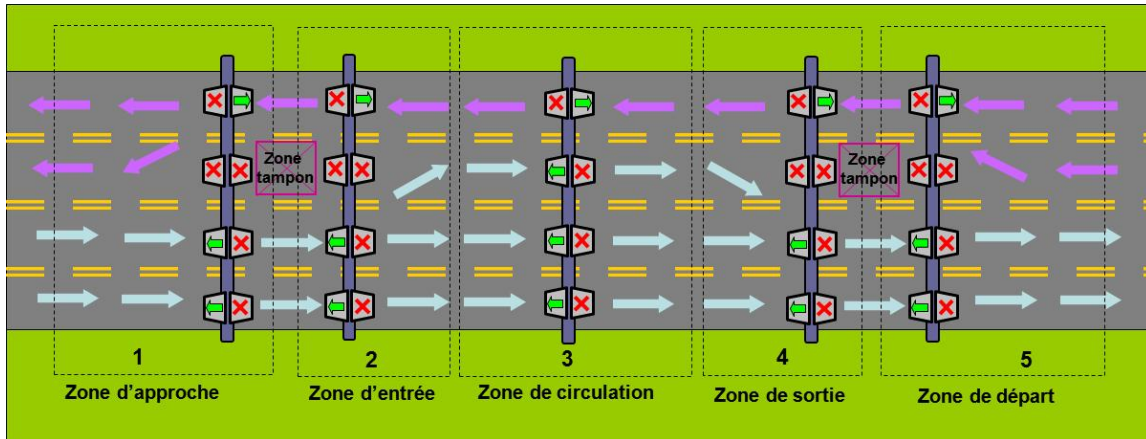 Zone
tampon
Zone
tampon
1
2
3
4
5
Zone d'approche
Zone d'entrée
Zone de circulation
Zone de sortie
Zone de départ